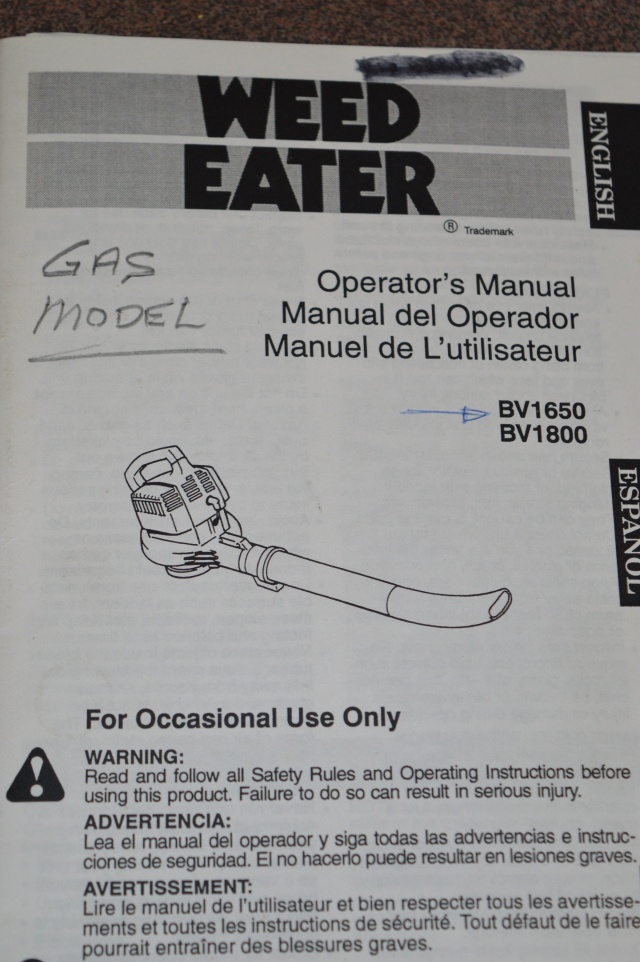 WEED
EATER
® Trademark
ENGLISH
GAS
MODEL
Operator's Manual
Manual del Operador
Manuel de L'utilisateur
BV1650
BV1800
ESPAÑOL
For Occasional Use Only
WARNING:
Read and follow all Safety Rules and Operating Instructions before
using this product. Failure to do so can result in serious injury.
ADVERTENCIA:
Lea el manual del operador y siga todas las advertencias e instruc-
ciones de seguridad. El no hacerlo puede resultar en lesiones graves.
AVERTISSEMENT:
Lire le manuel de l'utilisateur et bien respecter tous les avertisse-
ments et toutes les instructions de sécurité. Tout défaut de le faire
pourrait entraîner des blessures graves.